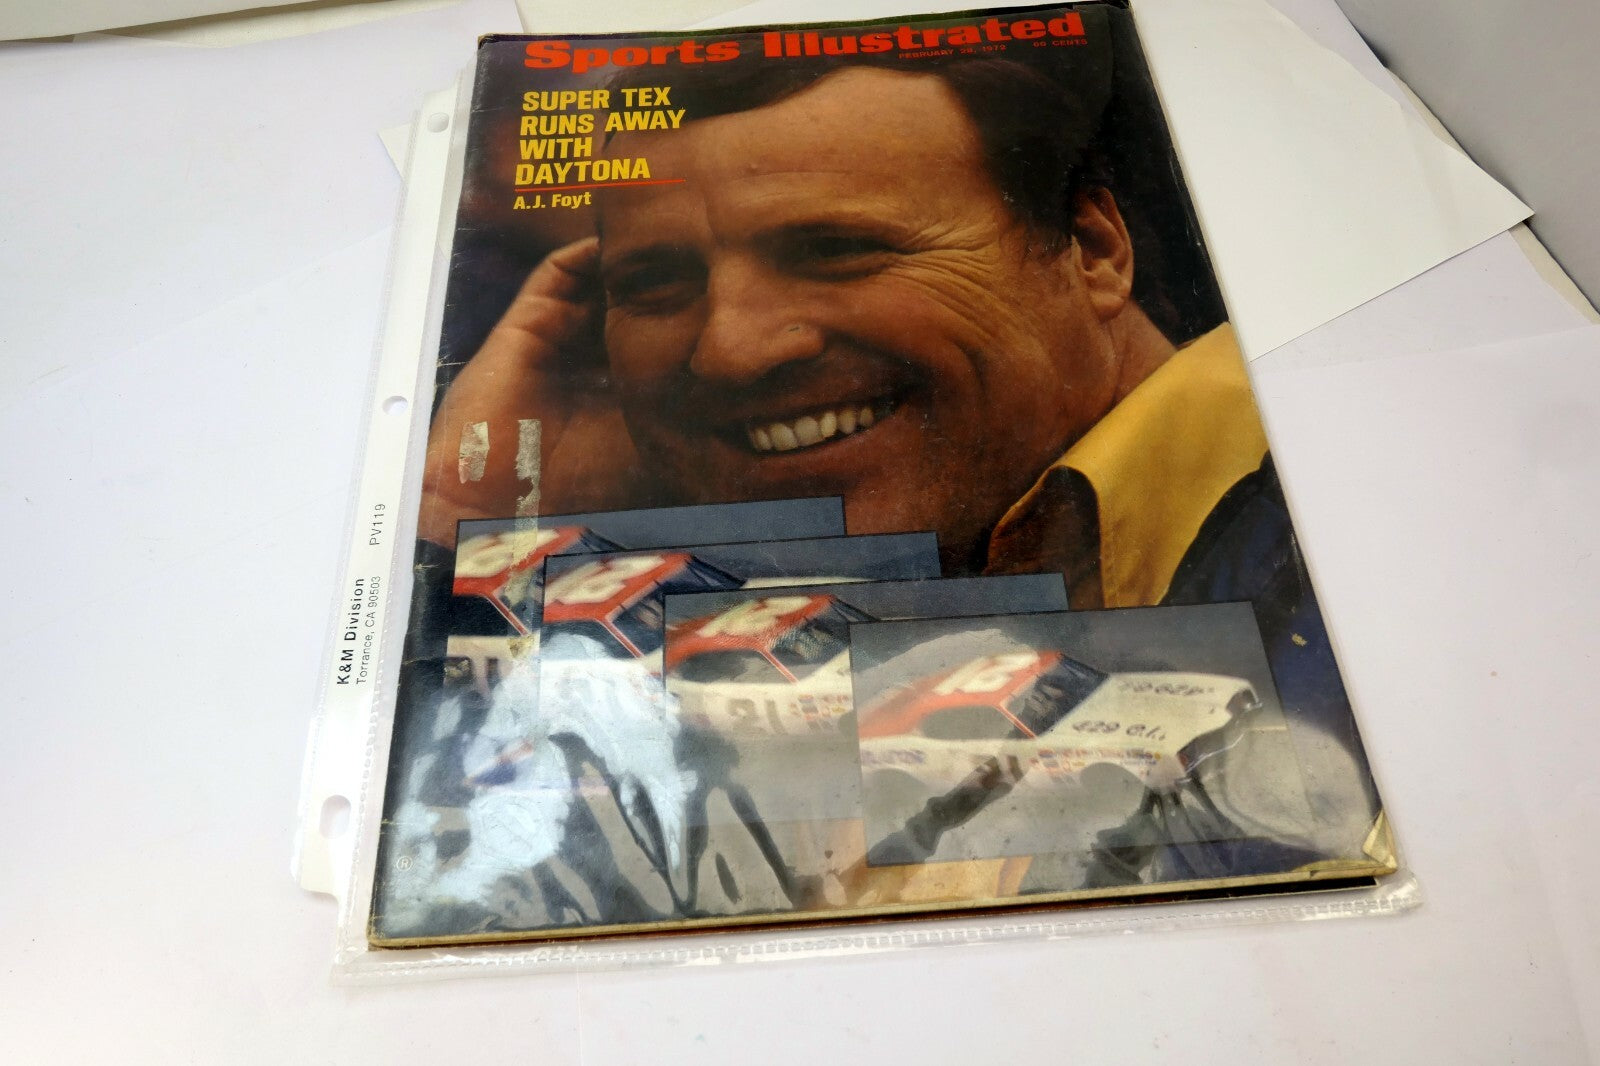 Sports Illustrated
FEBRUARY 28, 1972 60 CENTS
SUPER TEX
RUNS AWAY
WITH
DAYTONA
A.J. Foyt
K&M Division
Torrance, CA 90503 PV119
®